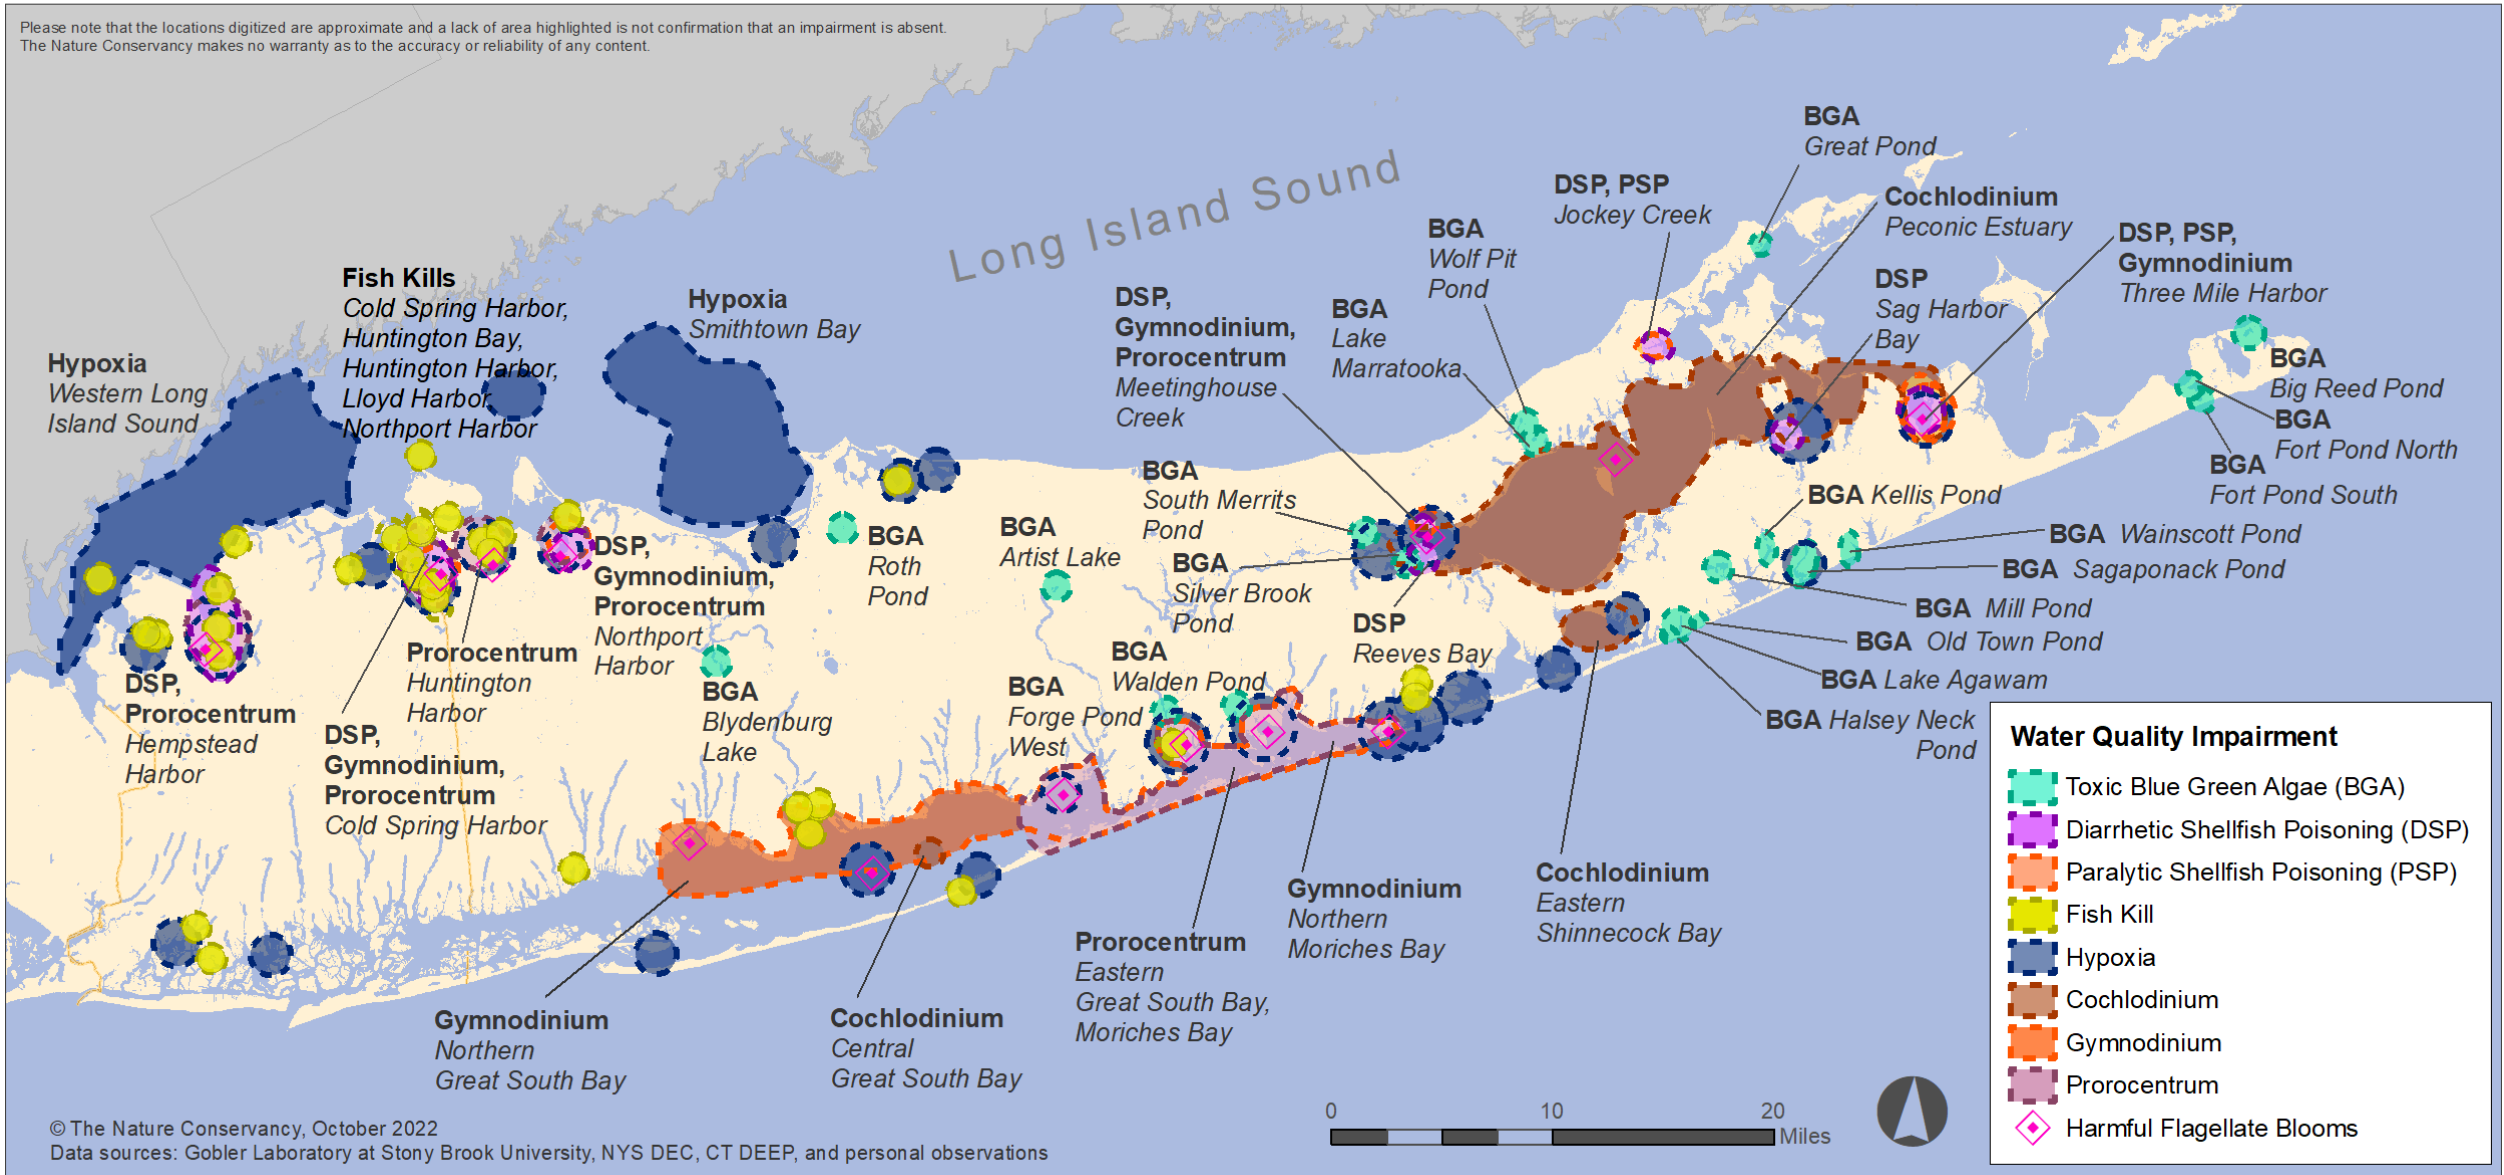 Please note that the locations digitized are approximate and a lack of area highlighted is not confirmation that an impairment is absent.
The Nature Conservancy makes no warranty as to the accuracy or reliability of any content.
Long Island Sound
Hypoxia
Western Long
Island Sound
Fish Kills
Cold Spring Harbor,
Huntington Bay,
Huntington Harbor,
Lloyd Harbor
Northport Harbor
Hypoxia
Smithtown Bay
DSP,
Gymnodinium,
Prorocentrum
Meetinghouse
Creek
BGA
Lake
Marratooka
BGA
Wolf Pit
Pond
DSP, PSP
Jockey Creek
BGA
Great Pond
Cochlodinium
Peconic Estuary
DSP
Sag Harbor
Bay
DSP, PSP,
Gymnodinium
Three Mile Harbor
BGA
Big Reed Pond
BGA
Fort Pond North
BGA
Fort Pond South
BGA Kellis Pond
BGA Wainscott Pond
BGA Sagaponack Pond
BGA Mill Pond
BGA Old Town Pond
BGA Lake Agawam
BGA Halsey Neck
Pond
BGA
South Merrits
Pond
BGA
Silver Brook
Pond
DSP
Reeves Bay
BGA
Artist Lake
BGA
Roth
Pond
DSP,
Gymnodinium,
Prorocentrum
Northport
Harbor
BGA
Blydenburg
Lake
BGA
Walden Pond
BGA
Forge Pond
West
DSP,
Prorocentrum
Hempstead
Harbor
Prorocentrum
Huntington
Harbor
DSP,
Gymnodinium,
Prorocentrum
Cold Spring Harbor
Gymnodinium
Northern
Great South Bay
Cochlodinium
Central
Great South Bay
Prorocentrum
Eastern
Great South Bay,
Moriches Bay
Gymnodinium
Northern
Moriches Bay
Cochlodinium
Eastern
Shinnecock Bay
Water Quality Impairment
Toxic Blue Green Algae (BGA)
Diarrhetic Shellfish Poisoning (DSP)
Paralytic Shellfish Poisoning (PSP)
Fish Kill
Hypoxia
Cochlodinium
Gymnodinium
Prorocentrum
Harmful Flagellate Blooms
0 10 20
Miles
© The Nature Conservancy, October 2022
Data sources: Gobler Laboratory at Stony Brook University, NYS DEC, CT DEEP, and personal observations